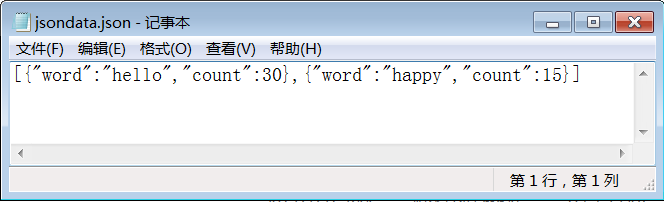 jsondata.json - 记事本
文件(F) 编辑(E) 格式(O) 查看(V) 帮助(H)
[{"word":"hello","count":30},{"word":"happy","count":15}]
第 1 行，第 1 列